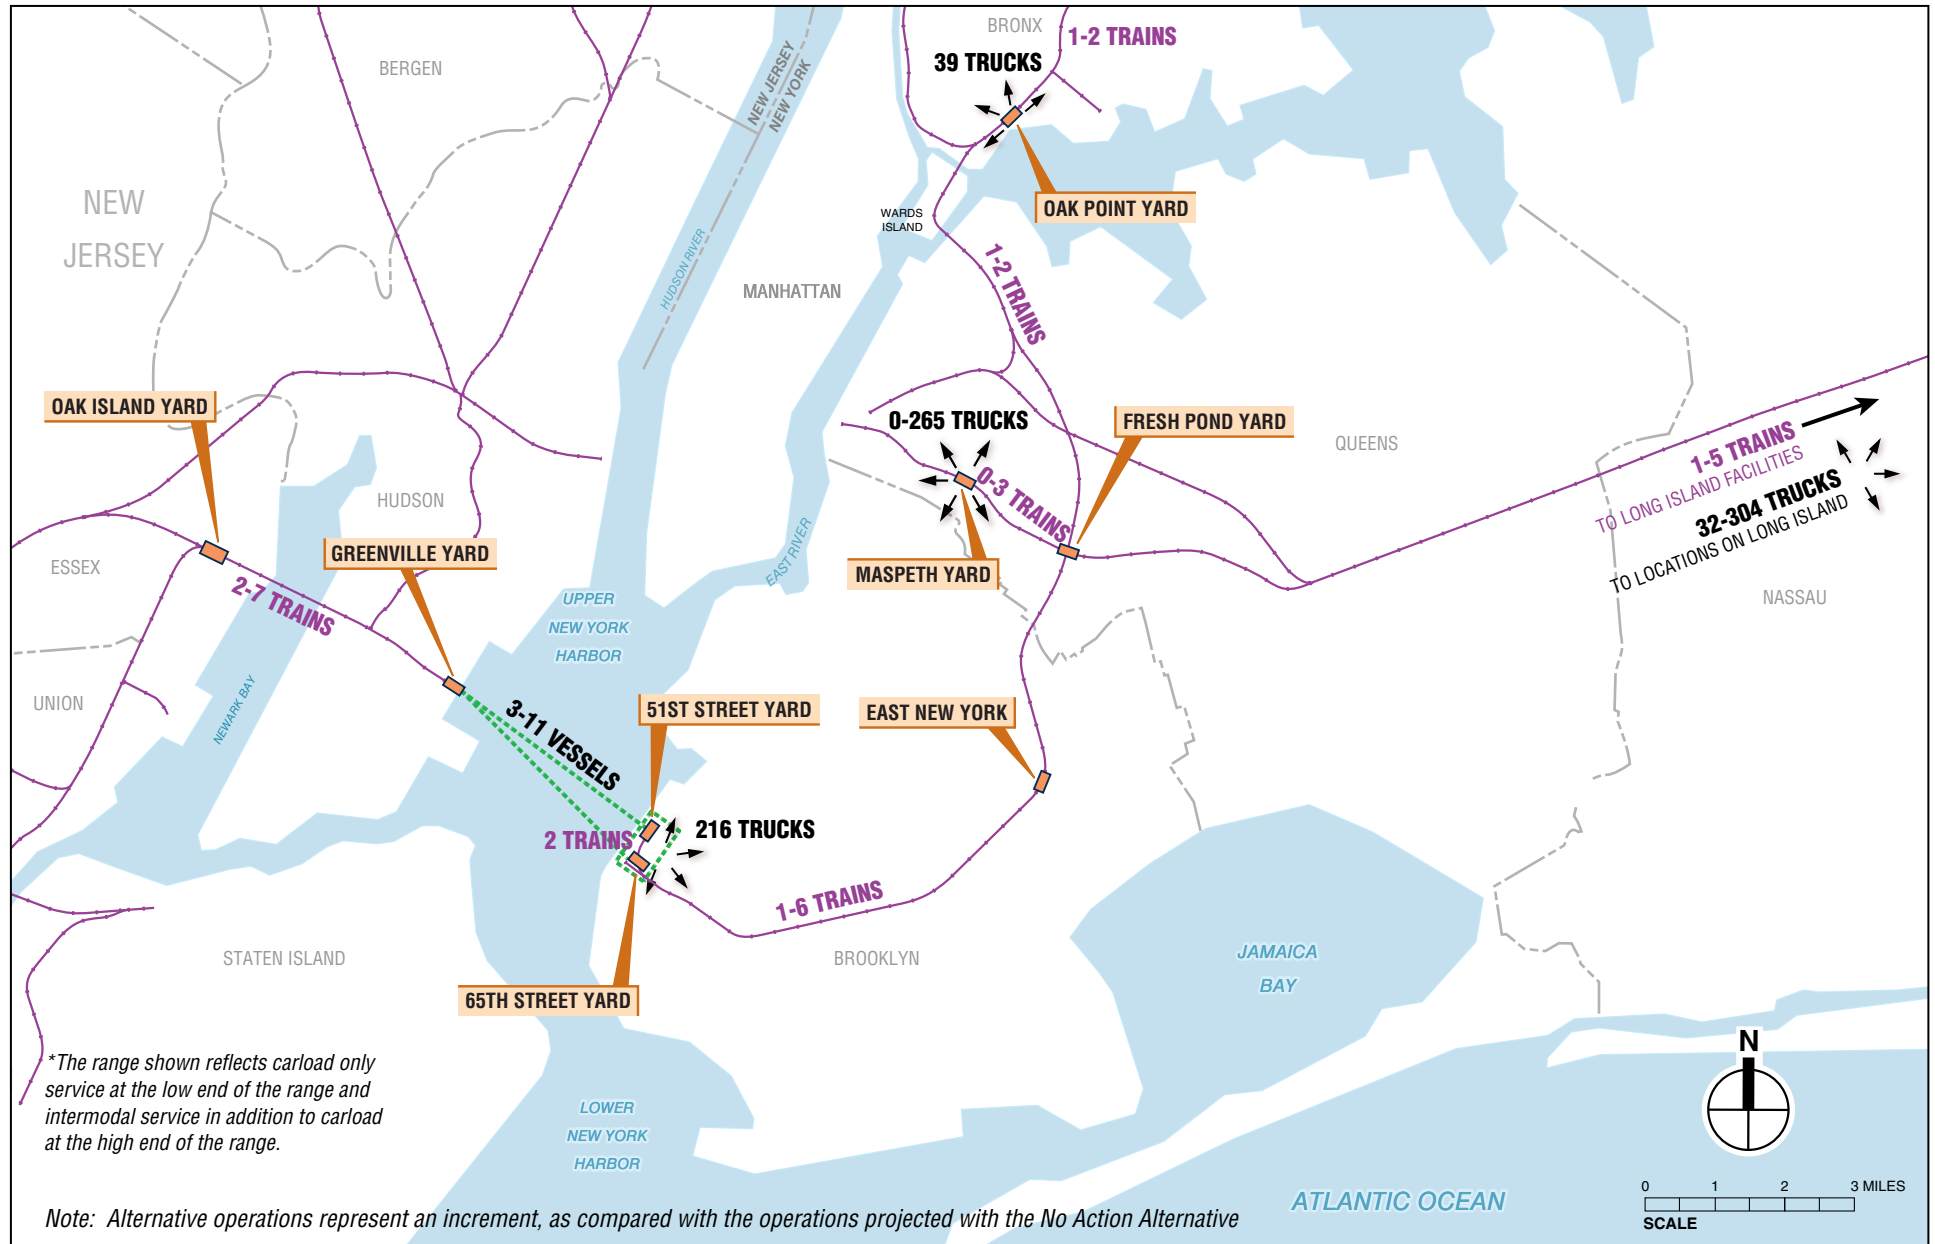 BRONX
1-2 TRAINS
39 TRUCKS
BERGEN
NEW JERSEY
NEW YORK
NEW
JERSEY
OAK POINT YARD
WARDS
ISLAND
HUDSON RIVER
MANHATTAN
1-2 TRAINS
OAK ISLAND YARD
0-265 TRUCKS
FRESH POND YARD
QUEENS
1-5 TRAINS
TO LONG ISLAND FACILITIES
32-304 TRUCKS
TO LOCATIONS ON LONG ISLAND
0-3 TRAINS
HUDSON
GREENVILLE YARD
ESSEX
EAST RIVER
MASPETH YARD
NASSAU
2-7 TRAINS
UPPER
NEW YORK
HARBOR
UNION
NEWARK BAY
3-11 VESSELS
51ST STREET YARD
EAST NEW YORK
2 TRAINS
216 TRUCKS
1-6 TRAINS
STATEN ISLAND
BROOKLYN
JAMAICA
BAY
65TH STREET YARD
*The range shown reflects carload only
service at the low end of the range and
intermodal service in addition to carload
at the high end of the range.
LOWER
NEW YORK
HARBOR
N
ATLANTIC OCEAN
0 1 2 3 MILES
SCALE
Note: Alternative operations represent an increment, as compared with the operations projected with the No Action Alternative